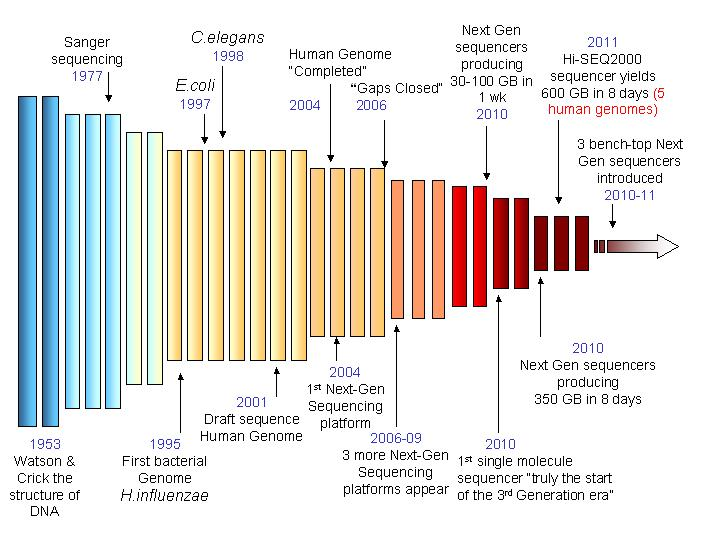 Sanger
sequencing
1977
C.elegans
1998
E.coli
1997
Human Genome
"Completed"
2004
"Gaps Closed"
2006
Next Gen
sequencers
producing
30-100 GB in
1 wk
2010
2011
Hi-SEQ2000
sequencer yields
600 GB in 8 days (5
human genomes)
3 bench-top Next
Gen sequencers
introduced
2010-11
1953
Watson &
Crick the
structure of
DNA
1995
First bacterial
Genome
H.influenzae
2001
Draft sequence
Human Genome
2004
1st Next-Gen
Sequencing
platform
2006-09
3 more Next-Gen
Sequencing
platforms appear
2010
1st single molecule
sequencer "truly the start
of the 3rd Generation era"
2010
Next Gen sequencers
producing
350 GB in 8 days